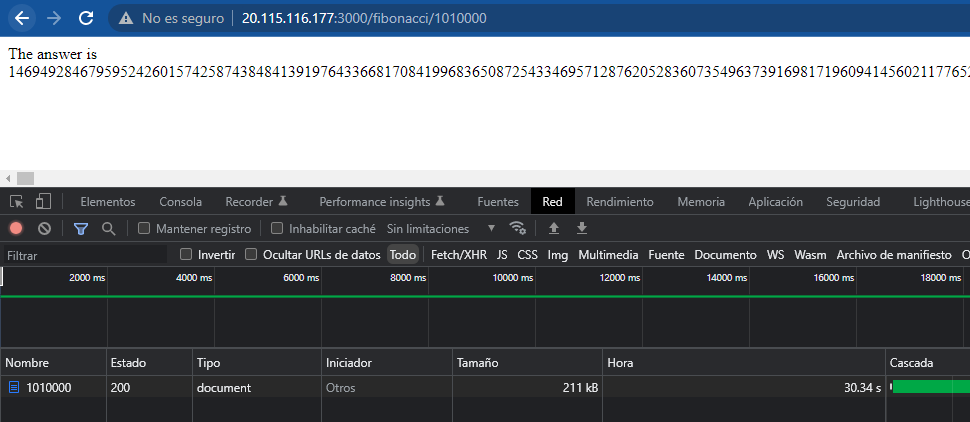 No es seguro 20.115.116.177:3000/fibonacci/1010000
The answer is
1469492846795952426015742587438484139197643366817084199683650872543346957128762052836073549637391698171960941456021177652
Elementos Consola Recorder Performance insights Fuentes Red Rendimiento Memoria Aplicación Seguridad Lighthouse
Mantener registro Inhabilitar caché Sin limitaciones
Filtrar Invertir Ocultar URLs de datos Todo Fetch/XHR JS CSS Img Multimedia Fuente Documento WS Wasm Archivo de manifiesto O
2000 ms 4000 ms 6000 ms 8000 ms 10000 ms 12000 ms 14000 ms 16000 ms 18000 ms
Nombre Estado Tipo Iniciador Tamaño Hora Cascada
1010000 200 document Otros 211 kB 30.34 s